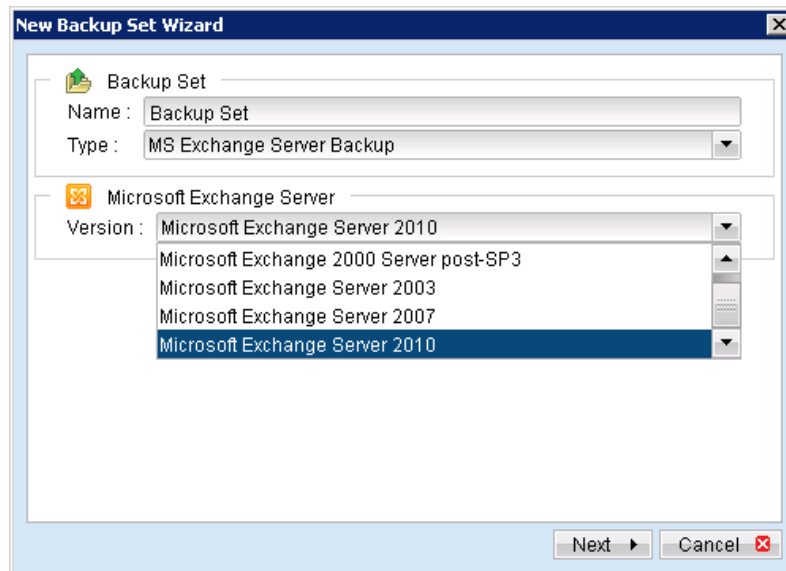 New Backup Set Wizard
Backup Set
Name : Backup Set
Type : MS Exchange Server Backup
Microsoft Exchange Server
Version : Microsoft Exchange Server 2010
Microsoft Exchange 2000 Server post-SP3
Microsoft Exchange Server 2003
Microsoft Exchange Server 2007
Microsoft Exchange Server 2010
Next Cancel